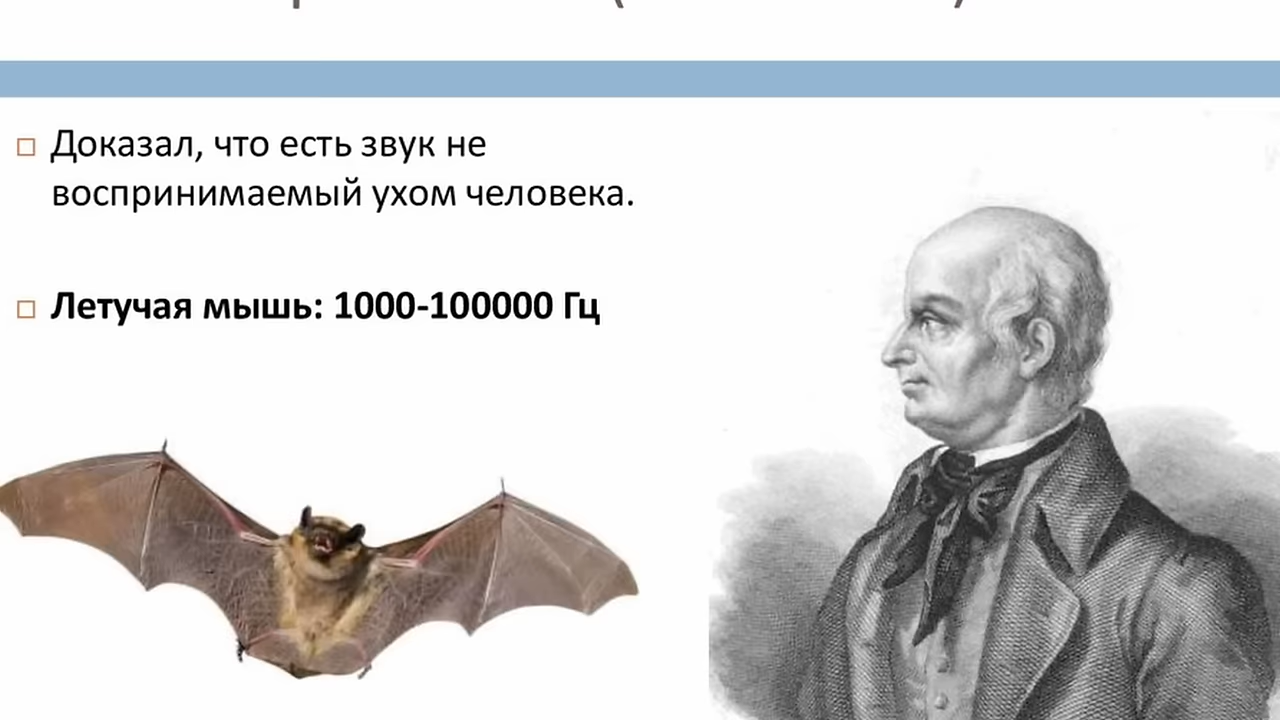 Доказал, что есть звук не
воспринимаемый ухом человека.
Летучая мышь: 1000-100000 Гц